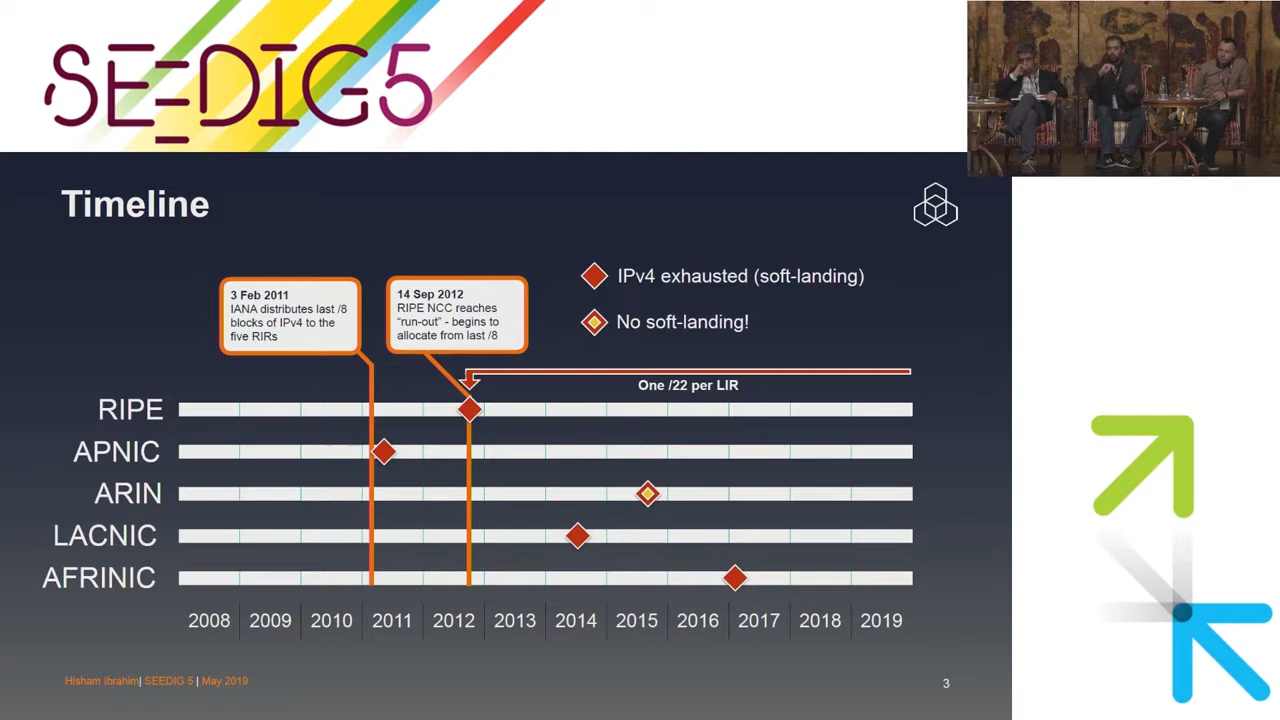 SEEDIG5
Timeline
IPv4 exhausted (soft-landing)
No soft-landing!
3 Feb 2011
IANA distributes last /8
blocks of IPv4 to the
five RIRs
14 Sep 2012
RIPE NCC reaches
“run-out” - begins to
allocate from last /8
One /22 per LIR
RIPE
APNIC
ARIN
LACNIC
AFRINIC
2008 2009 2010 2011 2012 2013 2014 2015 2016 2017 2018 2019
Hisham Ibrahim| SEEDIG 5 | May 2019
3